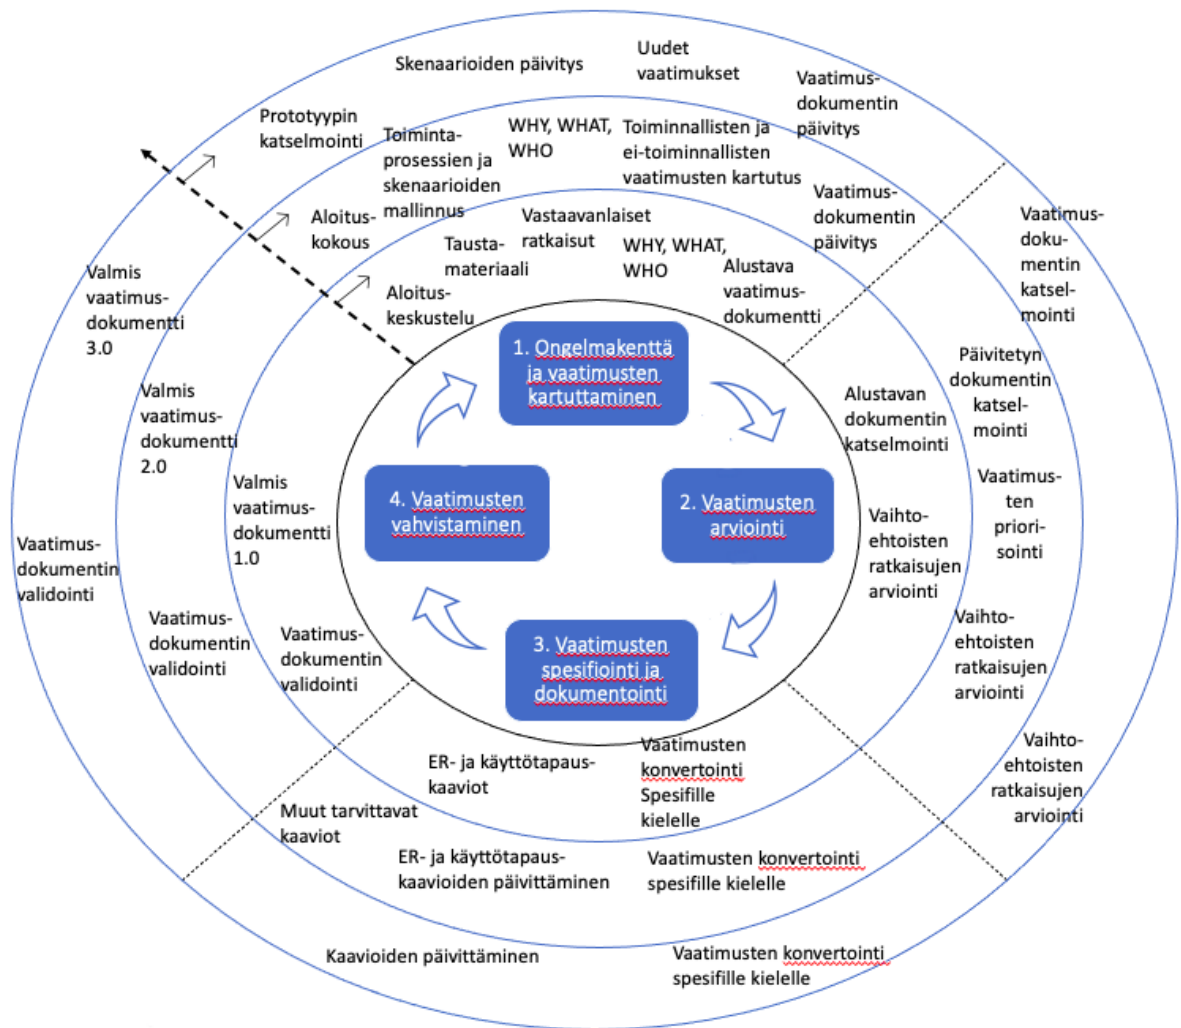 Skenaarioiden päivitys
Uudet
vaatimukset
Vaatimus-
dokumentin
päivitys
Prototyypin
katselmointi
Toiminta-
prosessien ja
skenaarioiden
mallinnus
WHY, WHAT,
WHO
Toiminnallisten ja
ei-toiminnallisten
vaatimusten kartutus
Vaatimus-
dokumentin
päivitys
Aloitus-
kokous
Tausta-
materiaali
Vastaavanlaiset
ratkaisut
WHY, WHAT,
WHO
Alustava
vaatimus-
dokumentti
Aloitus-
keskustelu
Vaatimus-
doku-
mentin
katsel-
mointi
Päivitetyn
dokumentin
katsel-
mointi
Alustavan
dokumentin
katselmointi
Vaatimus-
ten
priori-
sointi
Vaihto-
ehtoisten
ratkaisujen
arviointi
Vaihto-
ehtoisten
ratkaisujen
arviointi
Vaihto-
ehtoisten
ratkaisujen
arviointi
1. Ongelmakenttä
ja vaatimusten
kartuttaminen
2. Vaatimusten
arviointi
3. Vaatimusten
spesifiointi ja
dokumentointi
4. Vaatimusten
vahvistaminen
Vaatimusten
konvertointi
Spesifille
kielelle
ER- ja käyttötapaus-
kaaviot
Muut tarvittavat
kaaviot
ER- ja käyttötapaus-
kaavioiden päivittäminen
Vaatimusten konvertointi
spesifille kielelle
Kaavioiden päivittäminen
Vaatimusten konvertointi
spesifille kielelle
Vaatimus-
dokumentin
validointi
Vaatimus-
dokumentin
validointi
Vaatimus-
dokumentin
validointi
Valmis
vaatimus-
dokumentti
1.0
Valmis
vaatimus-
dokumentti
2.0
Valmis
vaatimus-
dokumentti
3.0